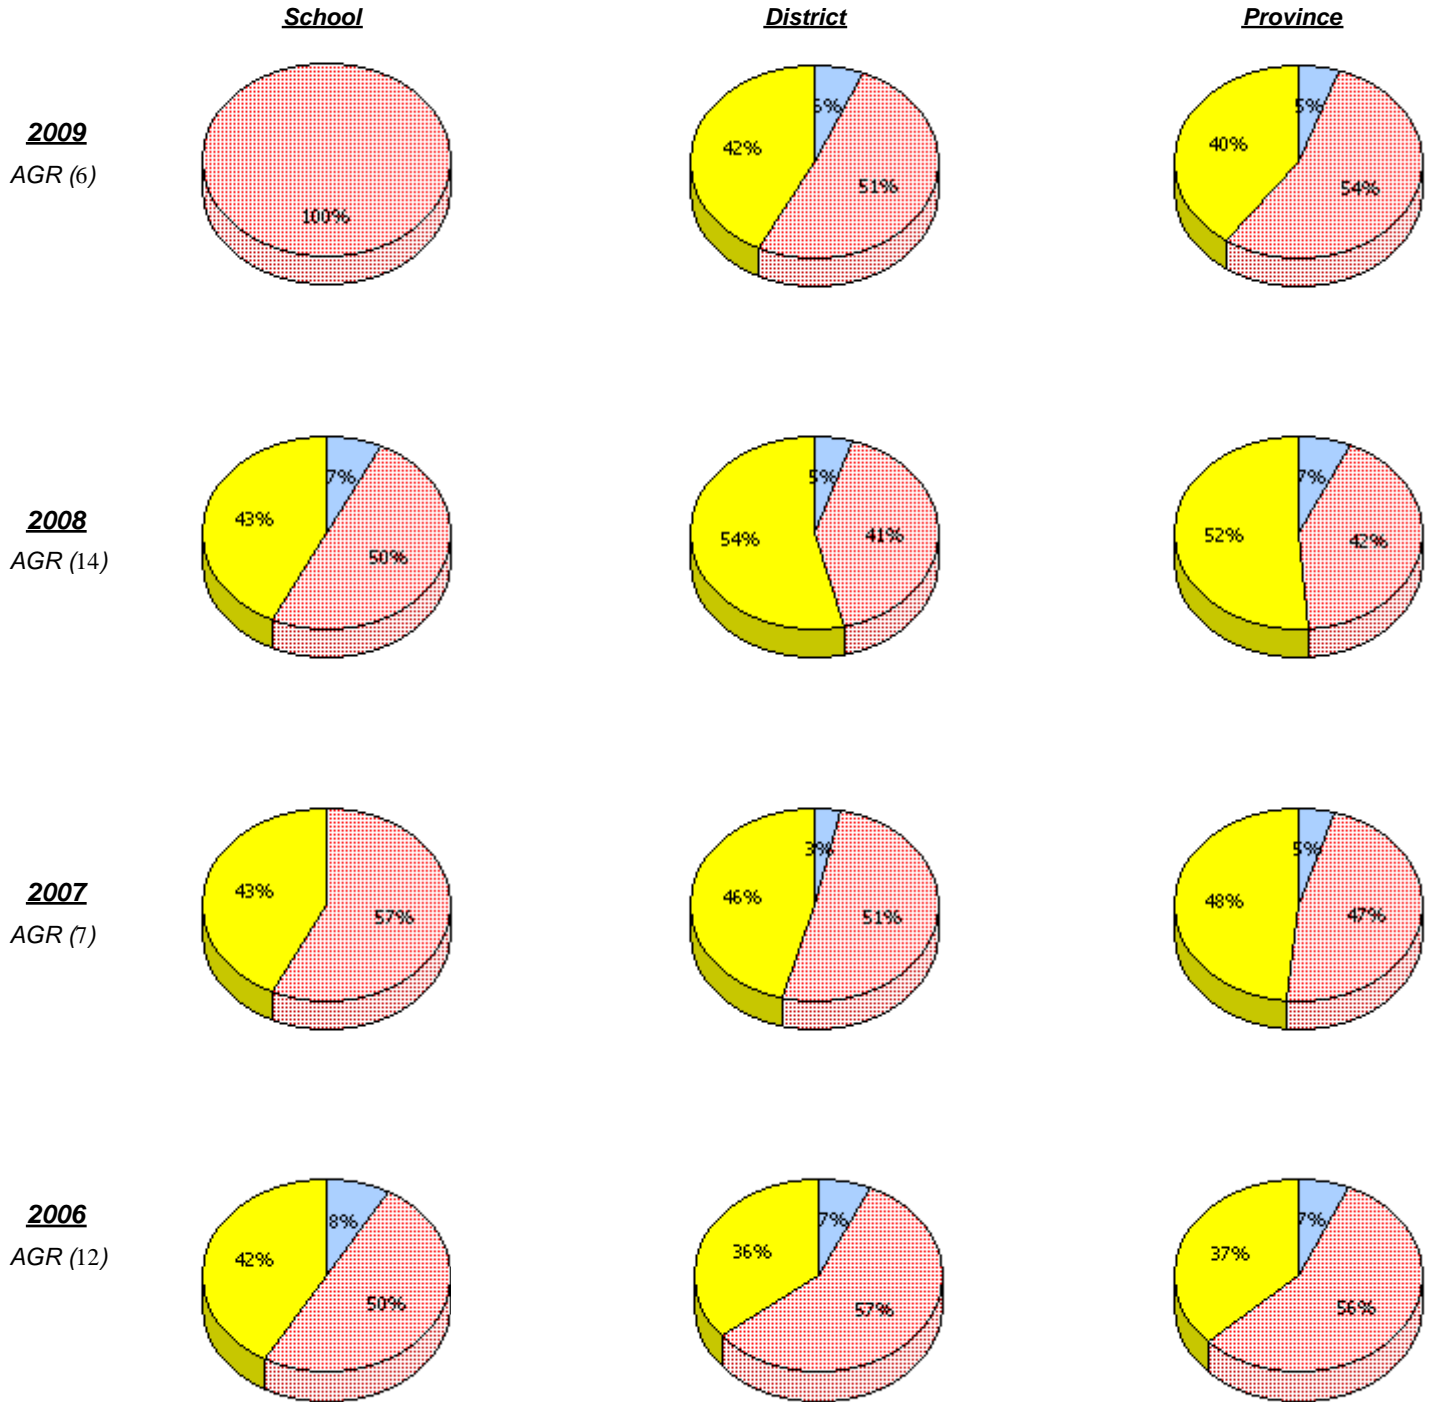 School District Province
2009
AGR (6)
100%
42% 6% 51%
40% 5% 54%
2008
AGR (14)
43% 7% 50%
54% 5% 41%
52% 7% 42%
2007
AGR (7)
43% 57%
46% 3% 51%
48% 5% 47%
2006
AGR (12)
42% 8% 50%
36% 7% 57%
37% 7% 56%